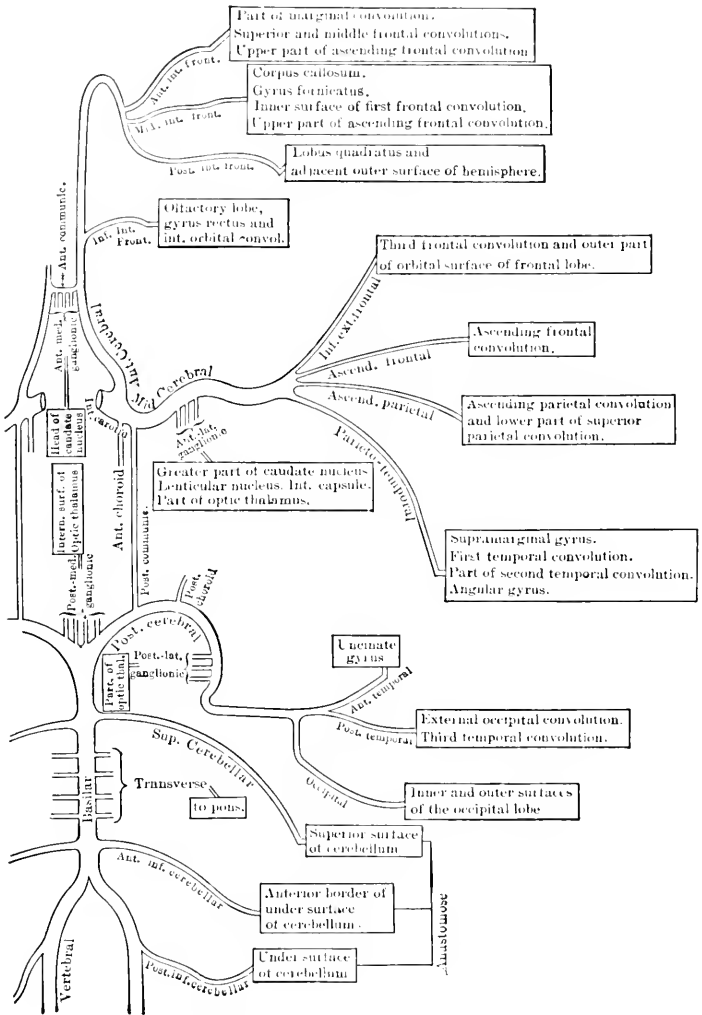 Part of marginal convolution.
Superior and middle frontal convolutions.
Upper part of ascending frontal convolution
Ant. int. front.
Corpus callosum.
Gyrus fornicatus.
Inner surface of first frontal convolution.
Upper part of ascending frontal convolution.
Mid. int. front
Lobus quadratus and
adjacent outer surface of hemisphere.
Post. int. front.
Olfactory lobe,
gyrus rectus and
int. orbital convol.
Inf. Int.
Front.
Ant. communic.
Third frontal convolution and outer part
of orbital surface of frontal lobe.
Inf. ext. frontal
Ant. Cerebral
Mid Cerebral
Ascending frontal
convolution.
Ascend. frontal
Ascend. parietal
Ascending parietal convolution
and lower part of superior
parietal convolution.
Parieto-temporal
Ant. med.
ganglionic
Head of
caudate
nucleus
Int.
carotid
Ant. lat.
ganglionic
Greater part of caudate nucleus
Lenticular nucleus. Int. capsule.
Part of optic thalamus.
Supramarginal gyrus.
First temporal convolution.
Part of second temporal convolution.
Angular gyrus.
Intern. surf. of
Optic thalamus
Ant. choroid
Post. communic.
Post.-med.
ganglionic
Post.
choroid
Post. cerebral
Part. of
optic thal.
Post.-lat.
ganglionic
Uncinate
gyrus
Ant. temporal
Post. temporal
External occipital convolution.
Third temporal convolution.
Sup. Cerebellar
Occipital
Inner and outer surfaces
of the occipital lobe
Basilar
Transverse
to pons.
Superior surface
of cerebellum
Ant. inf. cerebellar
Anterior border of
under surface
of cerebellum.
Anastomose
Vertebral
Post. inf. cerebellar
Under surface
of cerebellum